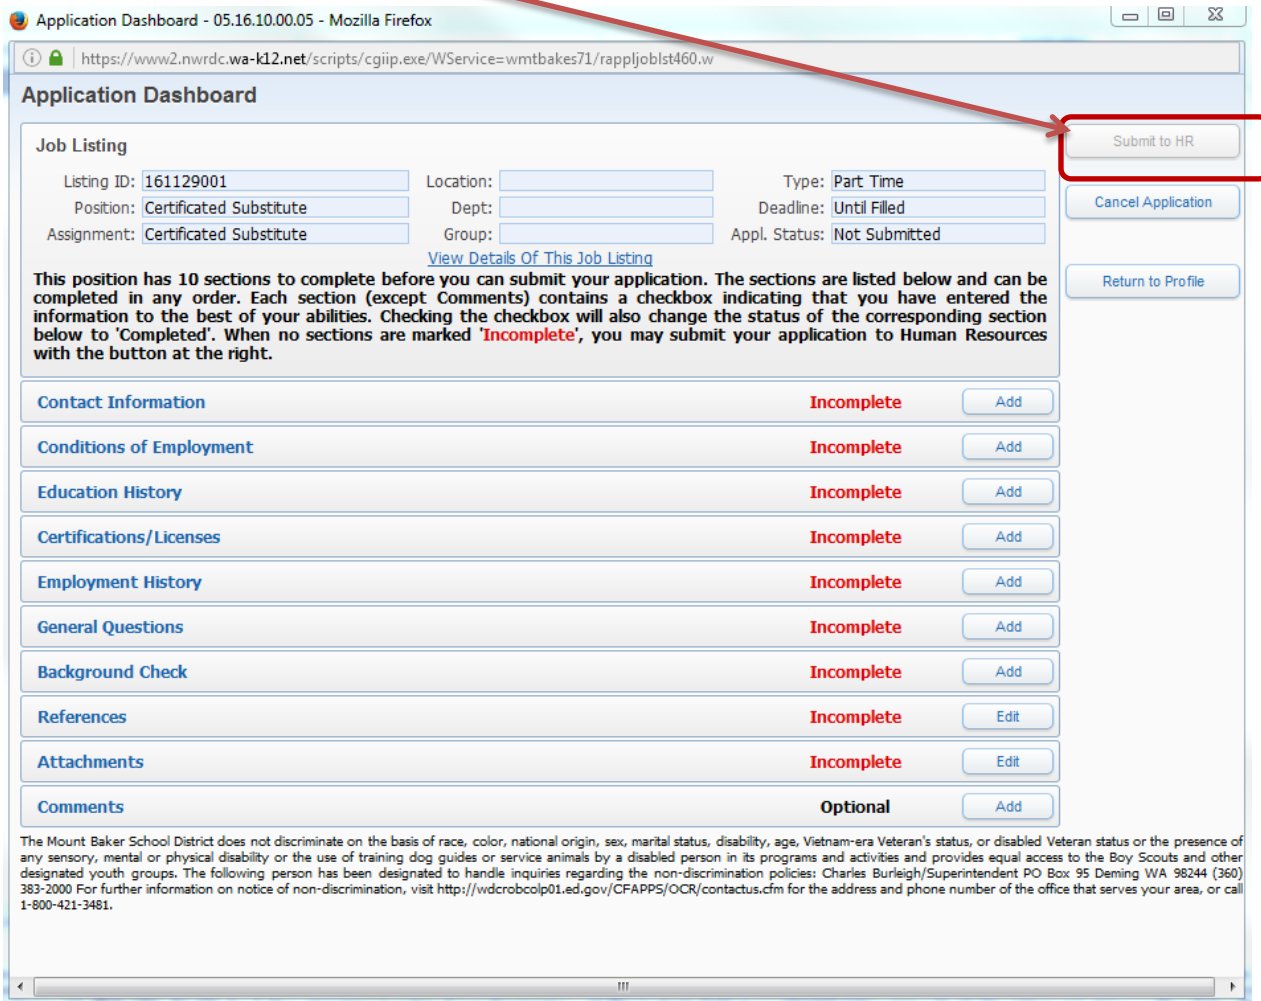 Application Dashboard - 05.16.10.00.05 - Mozilla Firefox
https://www2.nwrdc.wa-k12.net/scripts/cgiip.exe/WService=wmtbakes71/rappljoblst460.w
Application Dashboard
Job Listing
Submit to HR
Listing ID: 161129001 Location: Type: Part Time
Position: Certificated Substitute Dept: Deadline: Until Filled
Cancel Application
Assignment: Certificated Substitute Group: Appl. Status: Not Submitted
View Details Of This Job Listing
This position has 10 sections to complete before you can submit your application. The sections are listed below and can be
completed in any order. Each section (except Comments) contains a checkbox indicating that you have entered the
information to the best of your abilities. Checking the checkbox will also change the status of the corresponding section
below to 'Completed'. When no sections are marked 'Incomplete', you may submit your application to Human Resources
with the button at the right.
Return to Profile
Contact Information Incomplete Add
Conditions of Employment Incomplete Add
Education History Incomplete Add
Certifications/Licenses Incomplete Add
Employment History Incomplete Add
General Questions Incomplete Add
Background Check Incomplete Add
References Incomplete Edit
Attachments Incomplete Edit
Comments Optional Add
The Mount Baker School District does not discriminate on the basis of race, color, national origin, sex, marital status, disability, age, Vietnam-era Veteran's status, or disabled Veteran status or the presence of
any sensory, mental or physical disability or the use of training dog guides or service animals by a disabled person in its programs and activities and provides equal access to the Boy Scouts and other
designated youth groups. The following person has been designated to handle inquiries regarding the non-discrimination policies: Charles Burleigh/Superintendent PO Box 95 Deming WA 98244 (360)
383-2000 For further information on notice of non-discrimination, visit http://wdcrobcolp01.ed.gov/CFAPPS/OCR/contactus.cfm for the address and phone number of the office that serves your area, or call
1-800-421-3481.